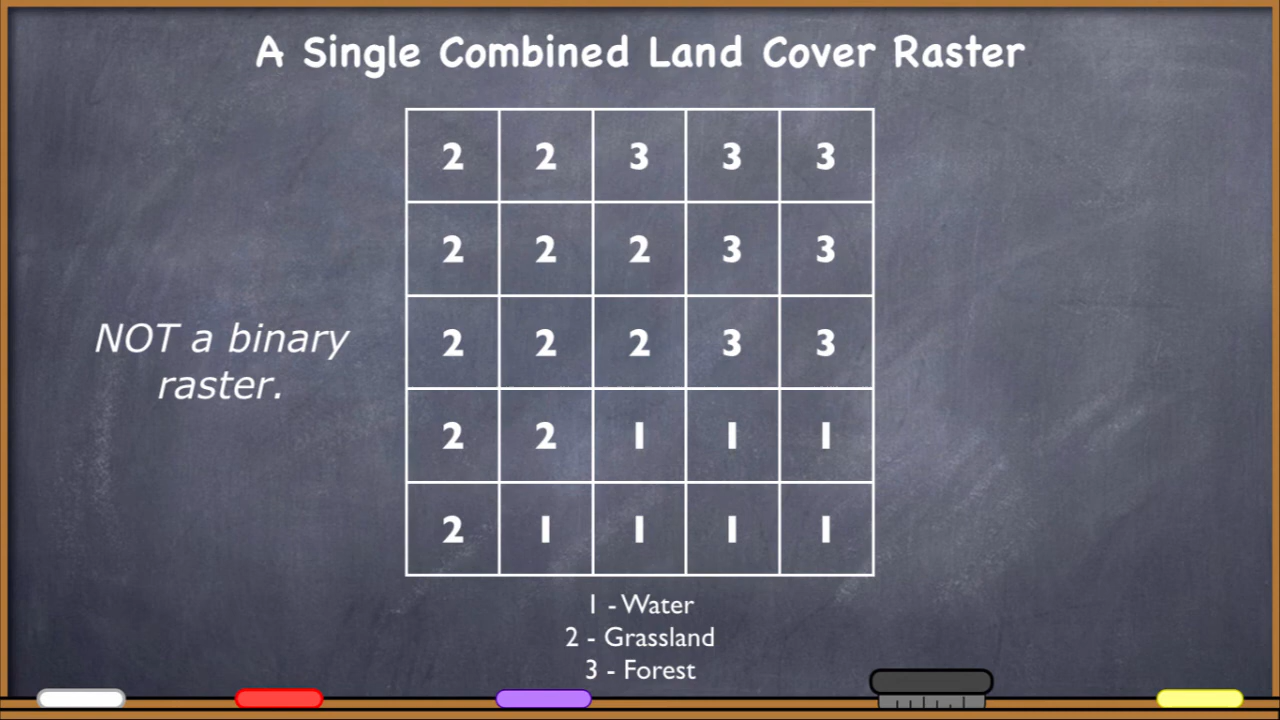 A Single Combined Land Cover Raster
2 2 3 3 3
2 2 2 3 3
NOT a binary
raster.
2 2 2 3 3
2 2 1 1 1
2 1 1 1 1
1 - Water
2 - Grassland
3 - Forest